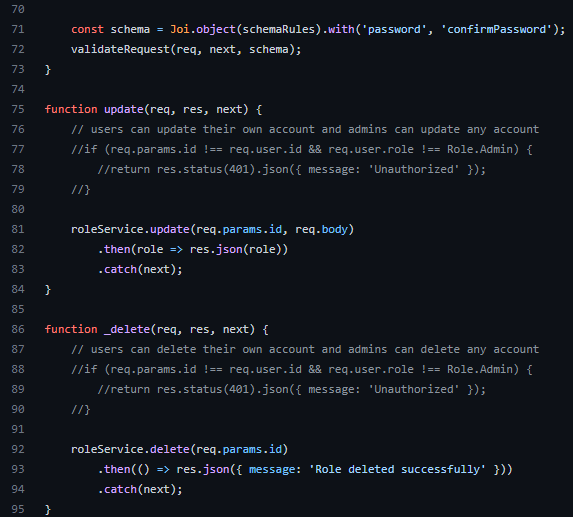 70
71     const schema = Joi.object(schemaRules).with('password', 'confirmPassword');
72     validateRequest(req, next, schema);
73 }
74
75 function update(req, res, next) {
76     // users can update their own account and admins can update any account
77     //if (req.params.id !== req.user.id && req.user.role !== Role.Admin) {
78         //return res.status(401).json({ message: 'Unauthorized' });
79     //}
80
81     roleService.update(req.params.id, req.body)
82         .then(role => res.json(role))
83         .catch(next);
84 }
85
86 function _delete(req, res, next) {
87     // users can delete their own account and admins can delete any account
88     //if (req.params.id !== req.user.id && req.user.role !== Role.Admin) {
89         //return res.status(401).json({ message: 'Unauthorized' });
90     //}
91
92     roleService.delete(req.params.id)
93         .then(() => res.json({ message: 'Role deleted successfully' }))
94         .catch(next);
95 }